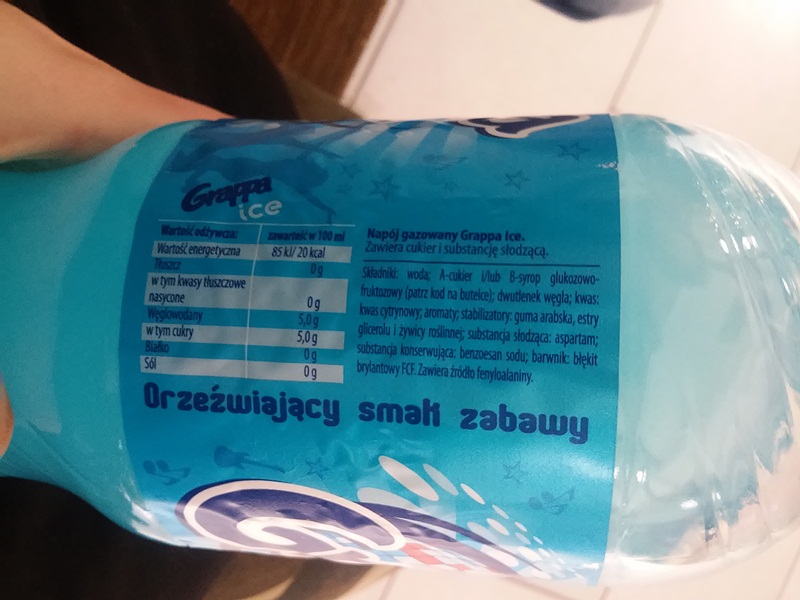 Grappa
ice
Wartość odżywcza: zawartość w 100 ml
Wartość energetyczna 85 kJ/ 20 kcal
Tłuszcz 0 g
w tym kwasy tłuszczowe
nasycone 0 g
Węglowodany 5,0 g
w tym cukry 5,0 g
Białko 0 g
Sól 0 g
Napój gazowany Grappa Ice.
Zawiera cukier i substancję słodzącą.
Składniki: woda; A-cukier i/lub B-syrop glukozowo-
fruktozowy (patrz kod na butelce); dwutlenek węgla; kwas:
kwas cytrynowy; aromaty; stabilizatory: guma arabska, estry
glicerolu i żywicy roślinnej; substancja słodząca: aspartam;
substancja konserwująca: benzoesan sodu; barwnik: błękit
brylantowy FCF. Zawiera źródło fenyloalaniny.
Orzeźwiający smak zabawy